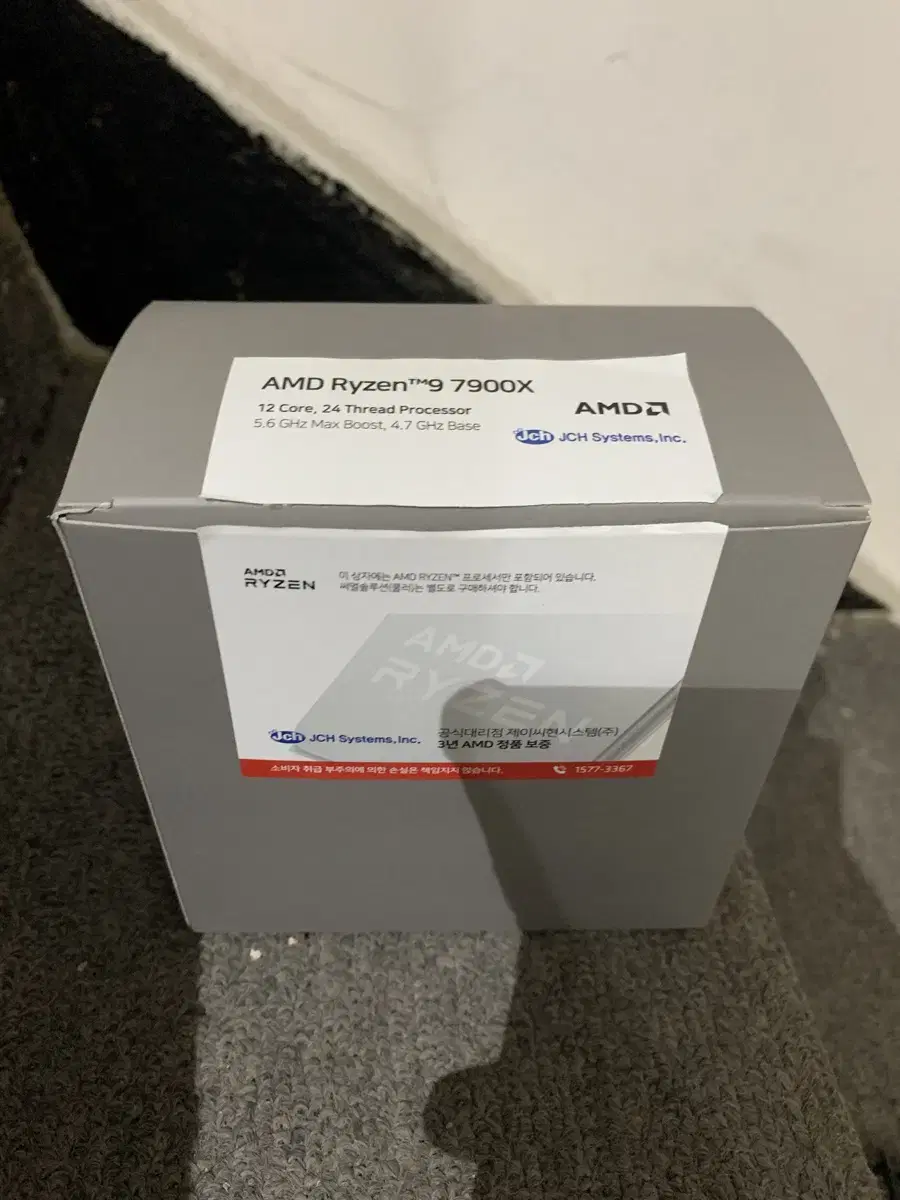 AMD Ryzen™9 7900X
12 Core, 24 Thread Processor
5.6 GHz Max Boost, 4.7 GHz Base
AMD
Jch JCH Systems,Inc.
AMD
RYZEN
이 상자에는 AMD RYZEN™ 프로세서만 포함되어 있습니다.
써멀솔루션(쿨러)는 별도로 구매하셔야 합니다.
AMD
RYZEN
Jch JCH Systems,Inc.
공식대리점 제이씨현시스템(주)
3년 AMD 정품 보증
소비자 취급 부주의에 의한 손실은 책임지지 않습니다.
1577-3367